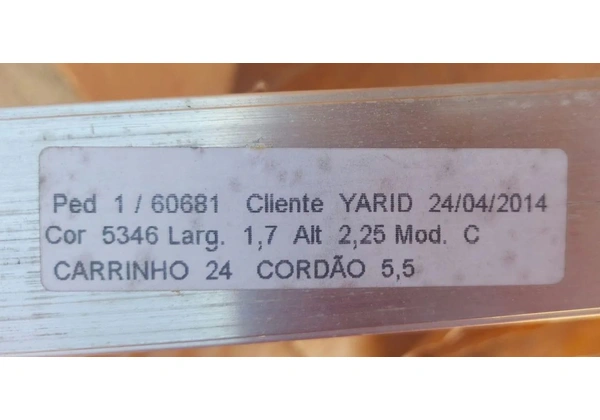 Ped 1 / 60681 Cliente YARID 24/04/2014
Cor 5346 Larg. 1,7 Alt 2,25 Mod. C
CARRINHO 24 CORDÃO 5,5